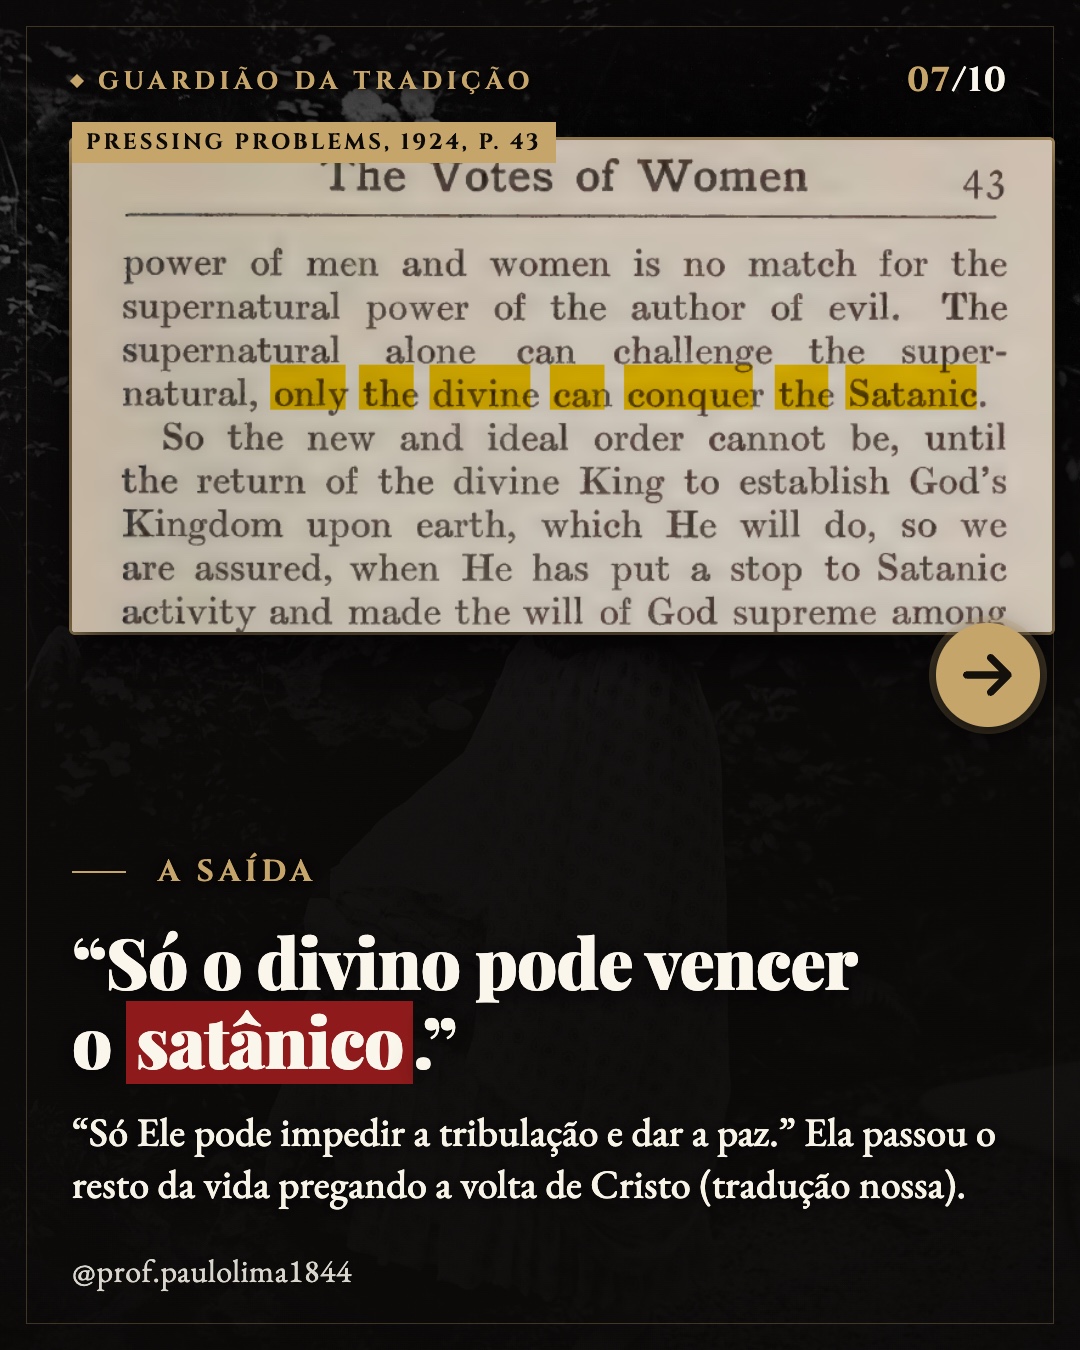 ◆ GUARDIÃO DA TRADIÇÃO
07/10
PRESSING PROBLEMS, 1924, P. 43
The Votes of Women 43
power of men and women is no match for the
supernatural power of the author of evil. The
supernatural alone can challenge the super-
natural, only the divine can conquer the Satanic.
So the new and ideal order cannot be, until
the return of the divine King to establish God's
Kingdom upon earth, which He will do, so we
are assured, when He has put a stop to Satanic
activity and made the will of God supreme among
A SAÍDA
“Só o divino pode vencer
o satânico.”
“Só Ele pode impedir a tribulação e dar a paz.” Ela passou o
resto da vida pregando a volta de Cristo (tradução nossa).
@prof.paulolima1844